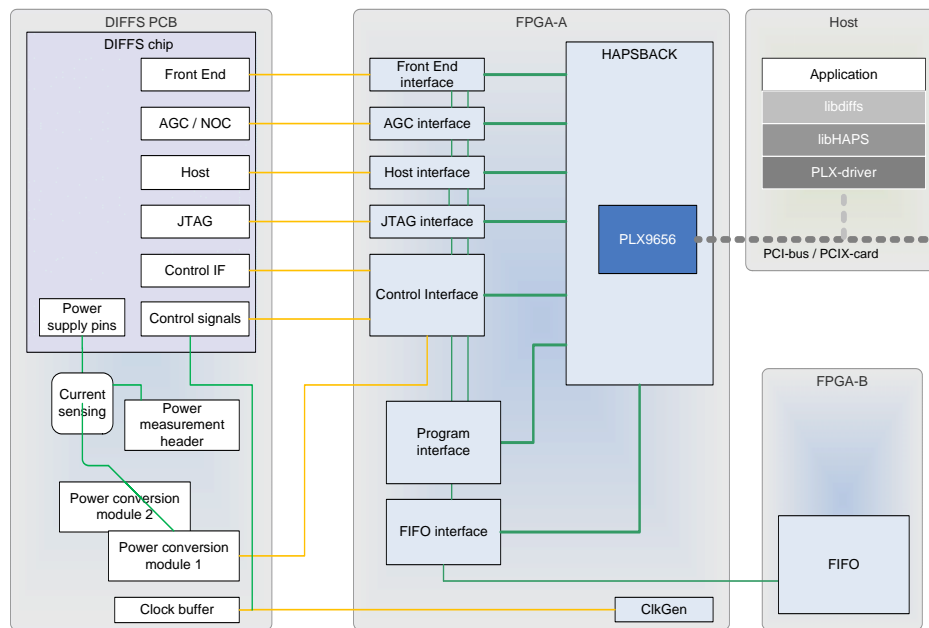 DIFFS PCB
DIFFS chip
Front End
AGC / NOC
Host
JTAG
Control IF
Control signals
Power
supply pins
Current
sensing
Power
measurement
header
Power conversion
module 2
Power conversion
module 1
Clock buffer
FPGA-A
Front End
interface
AGC interface
Host interface
JTAG interface
Control Interface
Program
interface
FIFO interface
ClkGen
HAPSBACK
PLX9656
Host
Application
libdiffs
libHAPS
PLX-driver
PCI-bus / PCIX-card
FPGA-B
FIFO